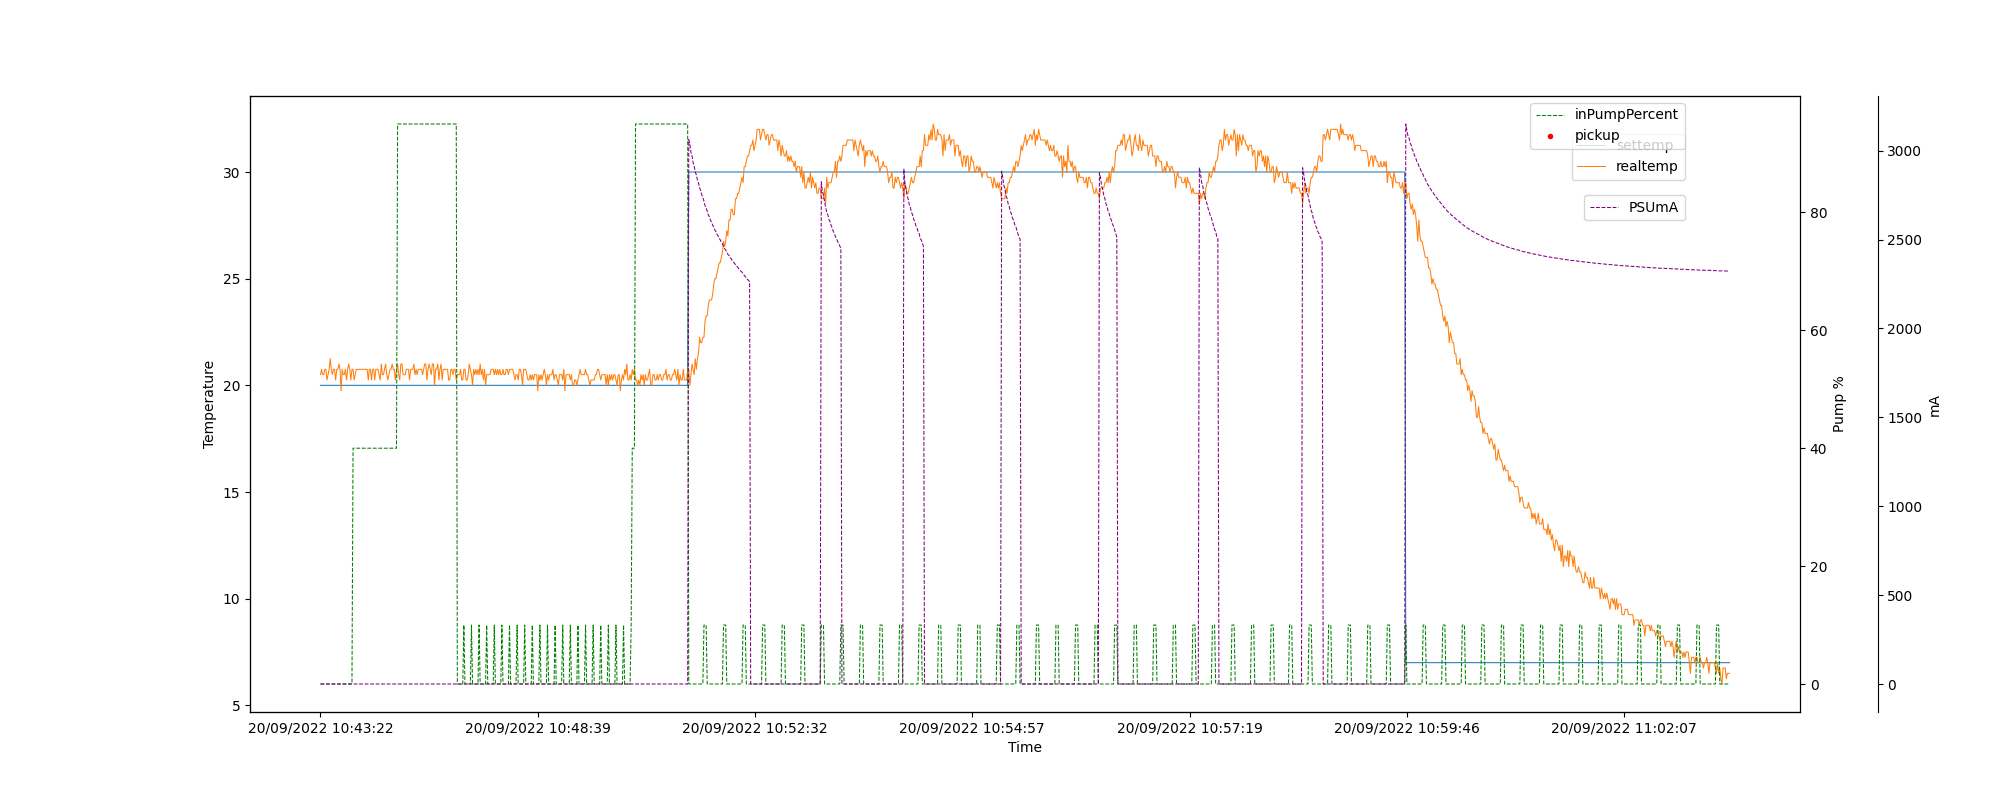 inPumpPercent
pickup
settemp
realtemp
PSUmA
30
25
20
15
10
5
Temperature
80
60
40
20
0
Pump %
3000
2500
2000
1500
1000
500
0
mA
20/09/2022 10:43:22
20/09/2022 10:48:39
20/09/2022 10:52:32
20/09/2022 10:54:57
20/09/2022 10:57:19
20/09/2022 10:59:46
20/09/2022 11:02:07
Time